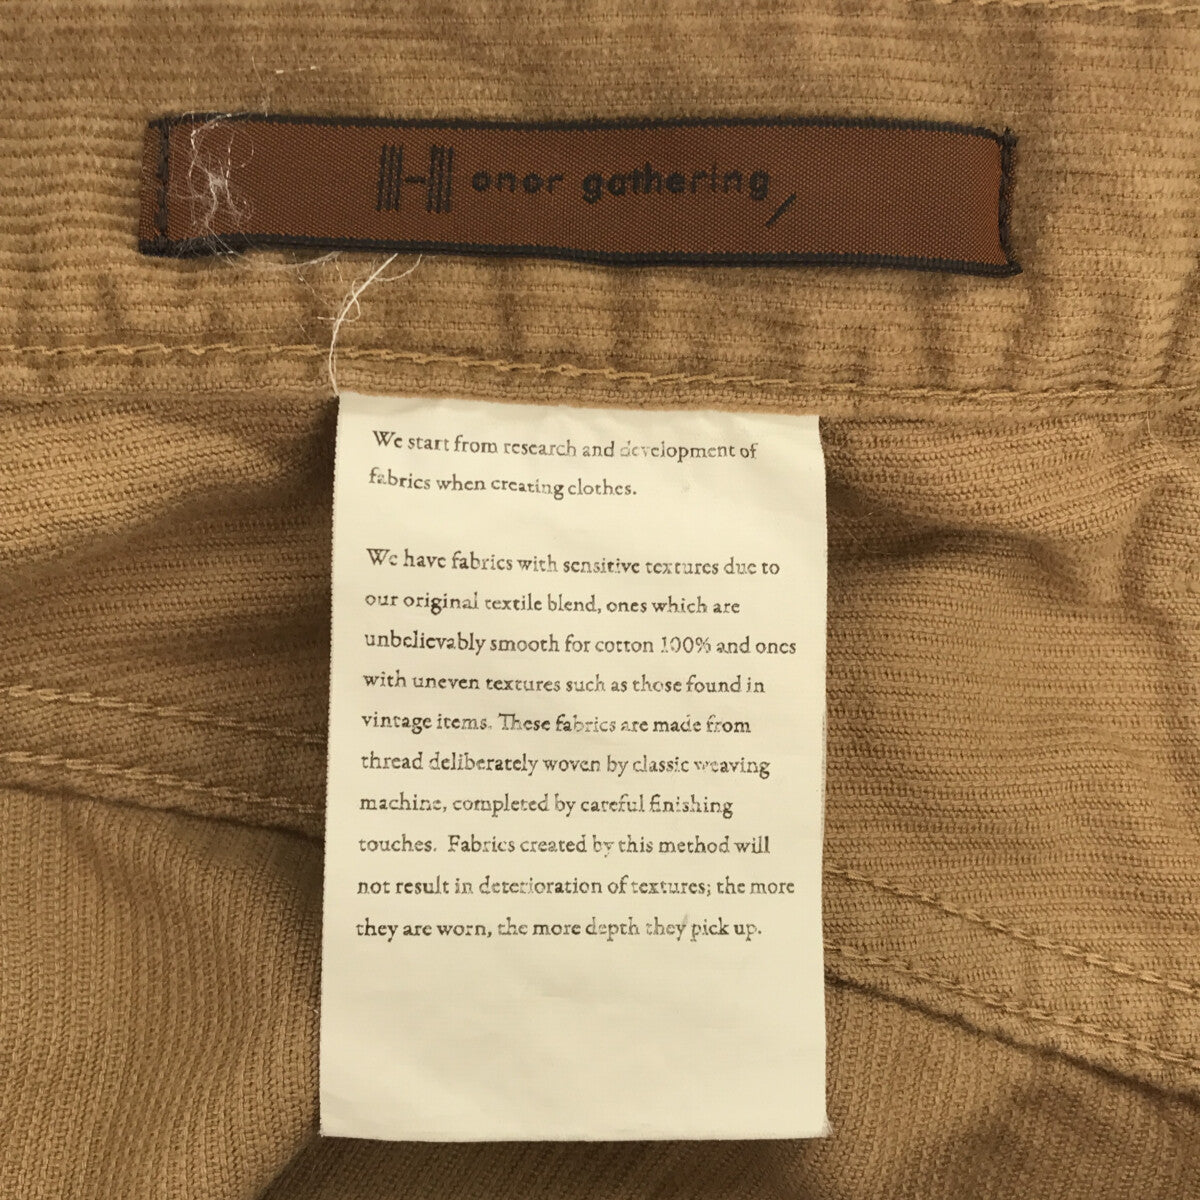 Honor gathering/
We start from research and development of
fabrics when creating clothes.
We have fabrics with sensitive textures due to
our original textile blend, ones which are
unbelievably smooth for cotton 100% and ones
with uneven textures such as those found in
vintage items. These fabrics are made from
thread deliberately woven by classic weaving
machine, completed by careful finishing
touches. Fabrics created by this method will
not result in deterioration of textures; the more
they are worn, the more depth they pick up.